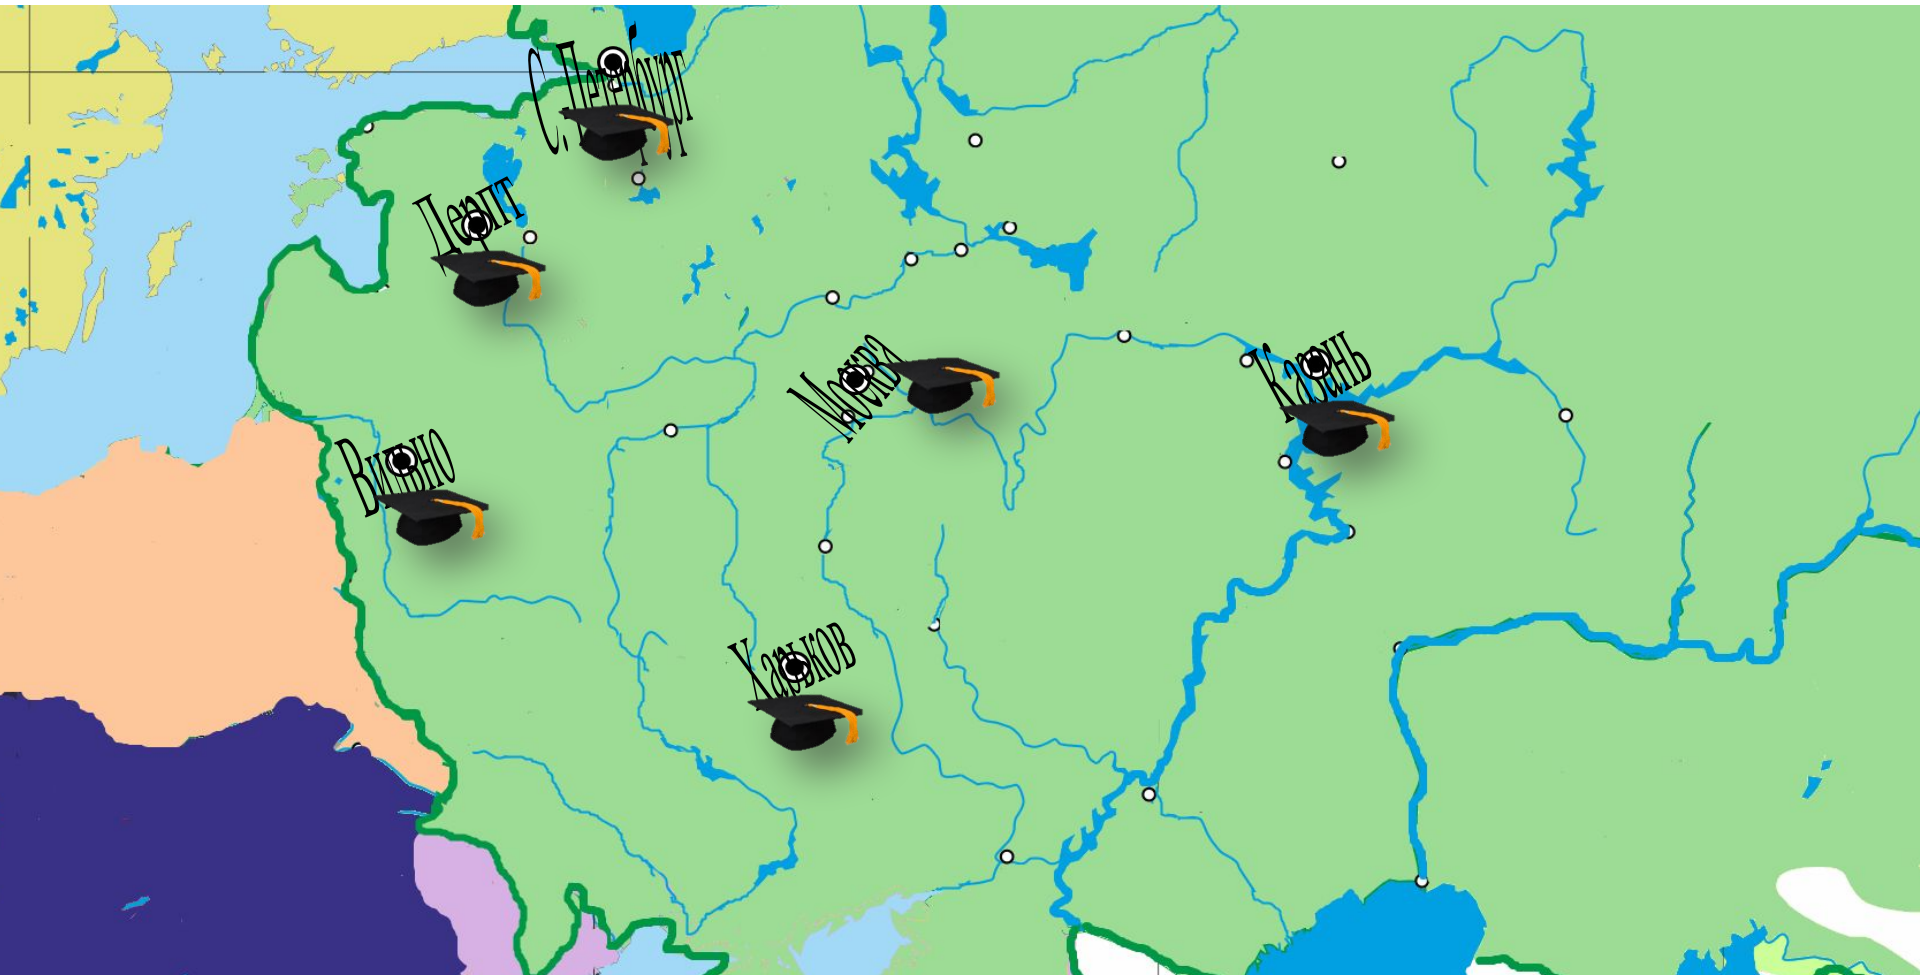 С. Петербург
Дерпт
Москва
Казань
Вильно
Харьков